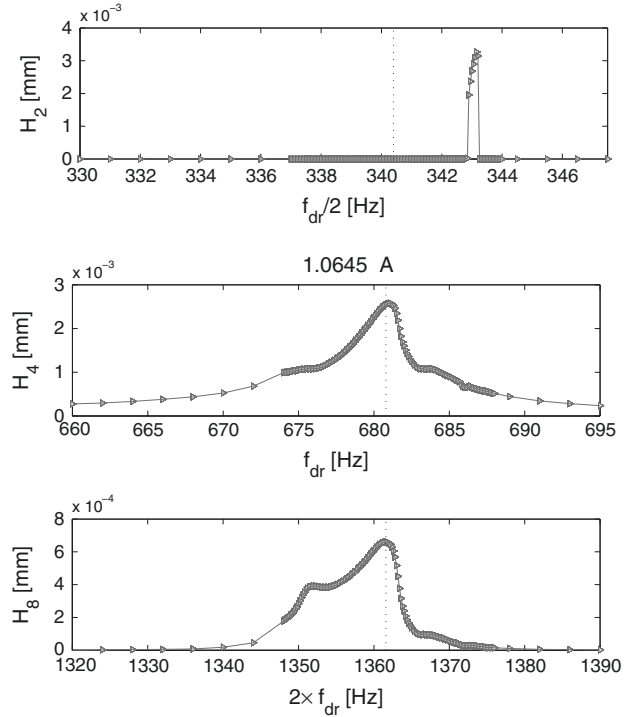 x 10⁻³
4
3
2
1
0
H₂ [mm]
330 332 334 336 338 340 342 344 346
f_dr/2 [Hz]
1.0645 A
x 10⁻³
3
2
1
0
H₄ [mm]
660 665 670 675 680 685 690 695
f_dr [Hz]
x 10⁻⁴
8
6
4
2
0
H₈ [mm]
1320 1330 1340 1350 1360 1370 1380 1390
2× f_dr [Hz]